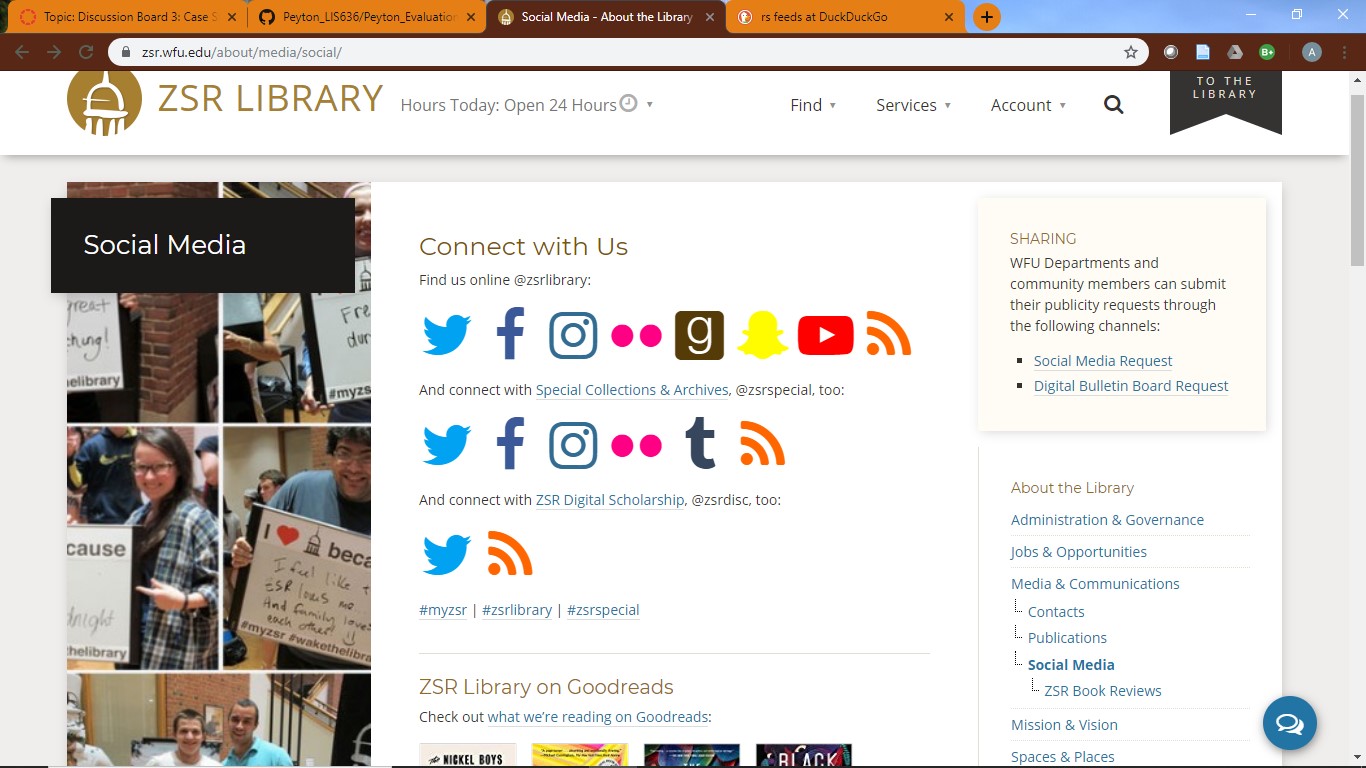 Topic: Discussion Board 3: Case S
Peyton_LIS636/Peyton_Evaluation
Social Media - About the Library
rs feeds at DuckDuckGo
zsr.wfu.edu/about/media/social/
B+
A
ZSR LIBRARY
Hours Today: Open 24 Hours
Find
Services
Account
TO THE
LIBRARY
Social Media
great
thing!
thelibrary
Fre
dur
#myzs
cause
night
thelibrary
I beca
I feel like
ZSR loves me
And family loves
each other
#myzsr #wakethelibra
Connect with Us
Find us online @zsrlibrary:
f
g
And connect with Special Collections & Archives, @zsrspecial, too:
f
t
And connect with ZSR Digital Scholarship, @zsrdisc, too:
#myzsr | #zsrlibrary | #zsrspecial
ZSR Library on Goodreads
Check out what we're reading on Goodreads:
THE
NICKEL BOYS
THE
BLACK
SHARING
WFU Departments and
community members can submit
their publicity requests through
the following channels:
Social Media Request
Digital Bulletin Board Request
About the Library
Administration & Governance
Jobs & Opportunities
Media & Communications
Contacts
Publications
Social Media
ZSR Book Reviews
Mission & Vision
Spaces & Places